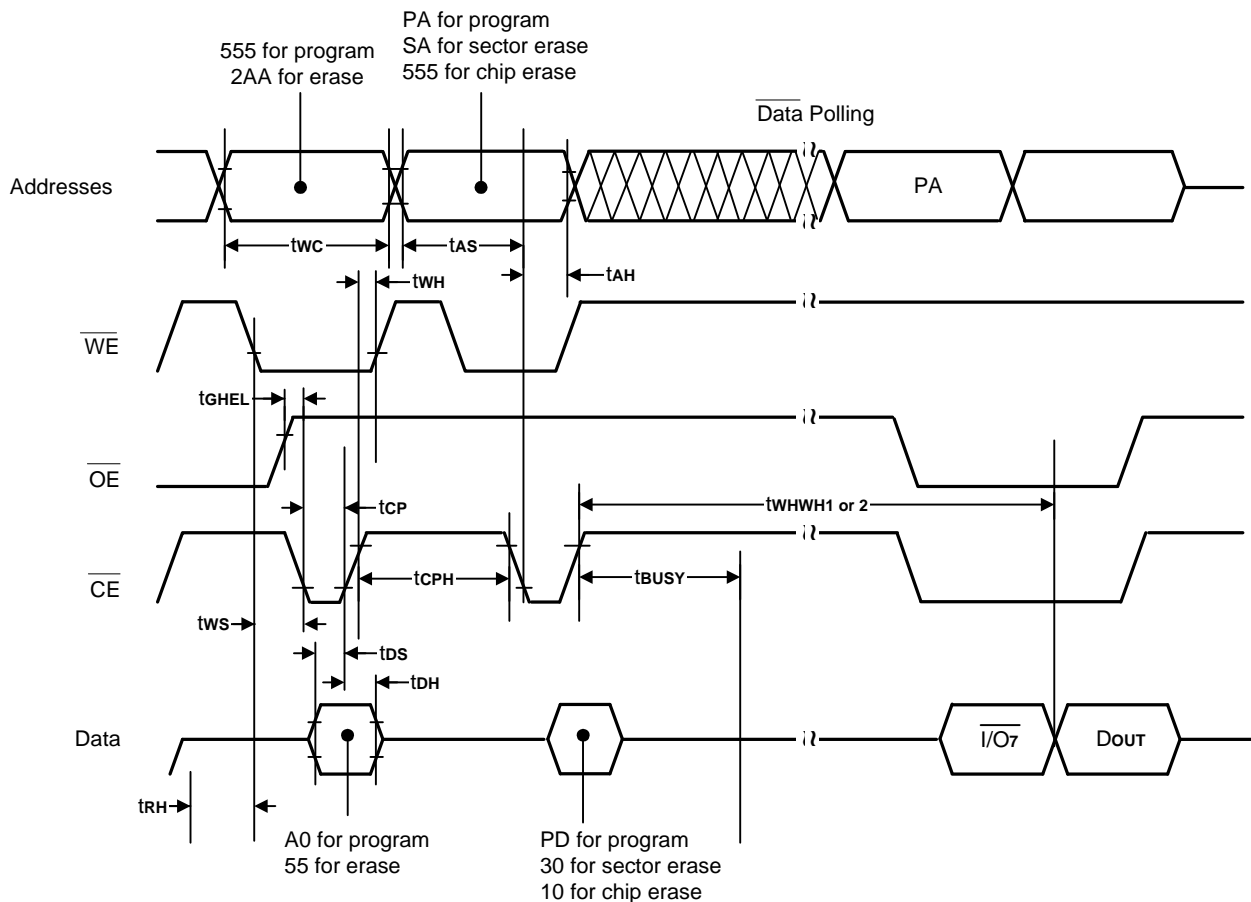 555 for program
2AA for erase
PA for program
SA for sector erase
555 for chip erase
Data Polling
Addresses
PA
tWC
tAS
tAH
tWH
WE
tGHEL
OE
tCP
tWHWH1 or 2
CE
tCPH
tBUSY
tWS
tDS
tDH
Data
I/O7
DOUT
tRH
A0 for program
55 for erase
PD for program
30 for sector erase
10 for chip erase